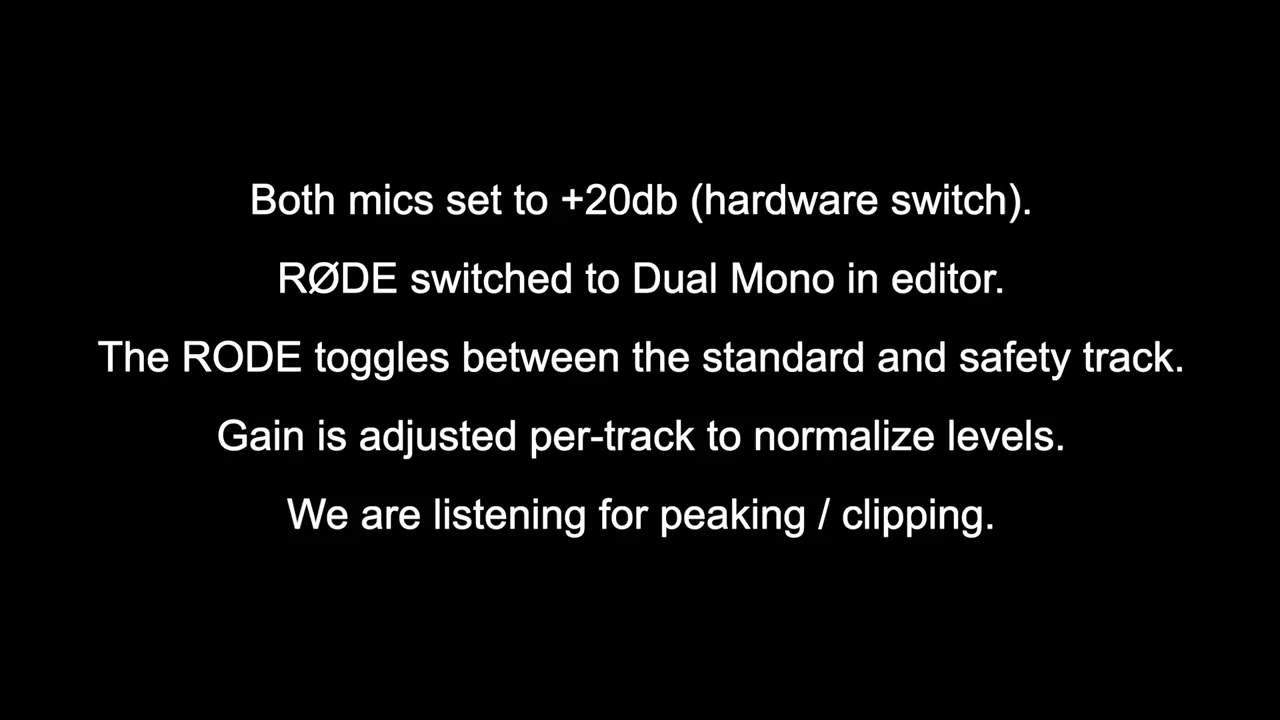 Both mics set to +20db (hardware switch).
RØDE switched to Dual Mono in editor.
The RODE toggles between the standard and safety track.
Gain is adjusted per-track to normalize levels.
We are listening for peaking / clipping.